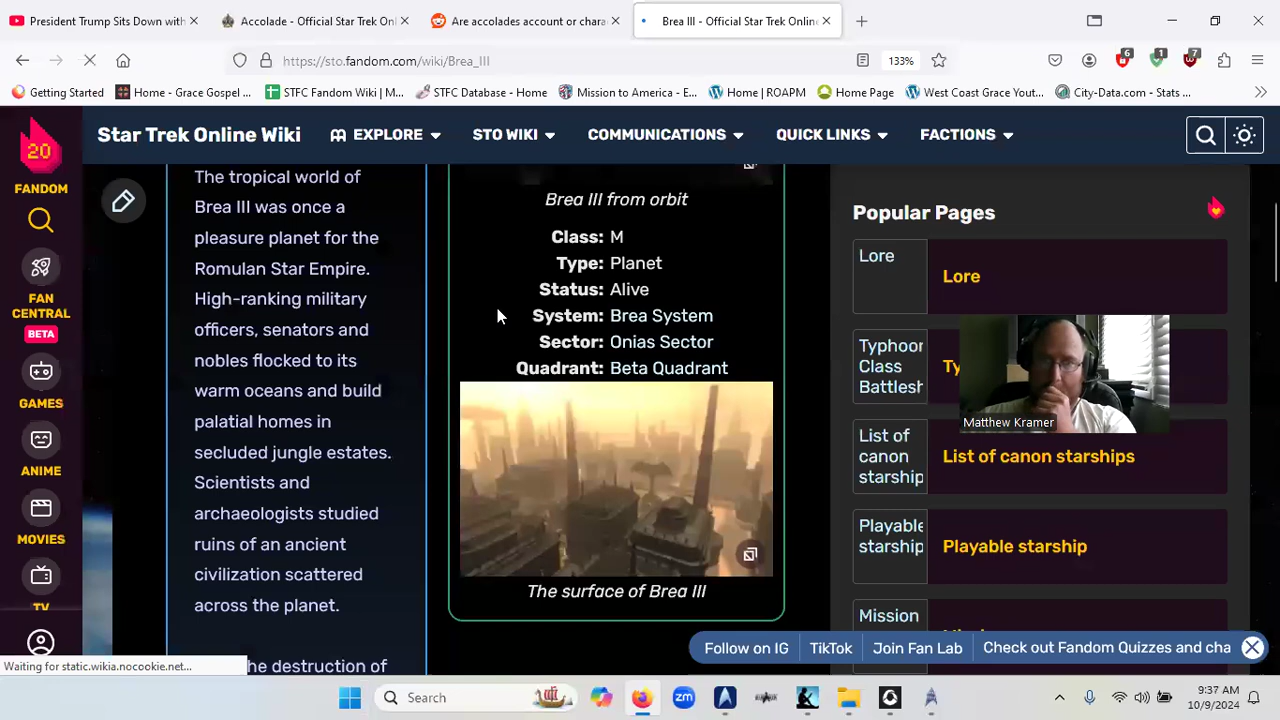 President Trump Sits Down with
Accolade - Official Star Trek Onl
Are accolades account or chara
Brea III - Official Star Trek Online
https://sto.fandom.com/wiki/Brea_III
133%
6
1
7
Getting Started
Home - Grace Gospel ...
STFC Fandom Wiki | M...
STFC Database - Home
Mission to America - E...
Home | ROAPM
Home Page
West Coast Grace Yout...
City-Data.com - Stats ...
20
FANDOM
FAN
CENTRAL
BETA
GAMES
ANIME
MOVIES
TV
Star Trek Online Wiki
EXPLORE
STO WIKI
COMMUNICATIONS
QUICK LINKS
FACTIONS
The tropical world of
Brea III was once a
pleasure planet for the
Romulan Star Empire.
High-ranking military
officers, senators and
nobles flocked to its
warm oceans and build
palatial homes in
secluded jungle estates.
Scientists and
archaeologists studied
ruins of an ancient
civilization scattered
across the planet.
he destruction of
Brea III from orbit
Class: M
Type: Planet
Status: Alive
System: Brea System
Sector: Onias Sector
Quadrant: Beta Quadrant
The surface of Brea III
Popular Pages
Lore
Lore
Typhoon
Class
Battlesh
Ty
Matthew Kramer
List of
canon
starship
List of canon starships
Playable
starship
Playable starship
Mission
Follow on IG
TikTok
Join Fan Lab
Check out Fandom Quizzes and cha
Waiting for static.wikia.nocookie.net...
Search
zm
9:37 AM
10/9/2024